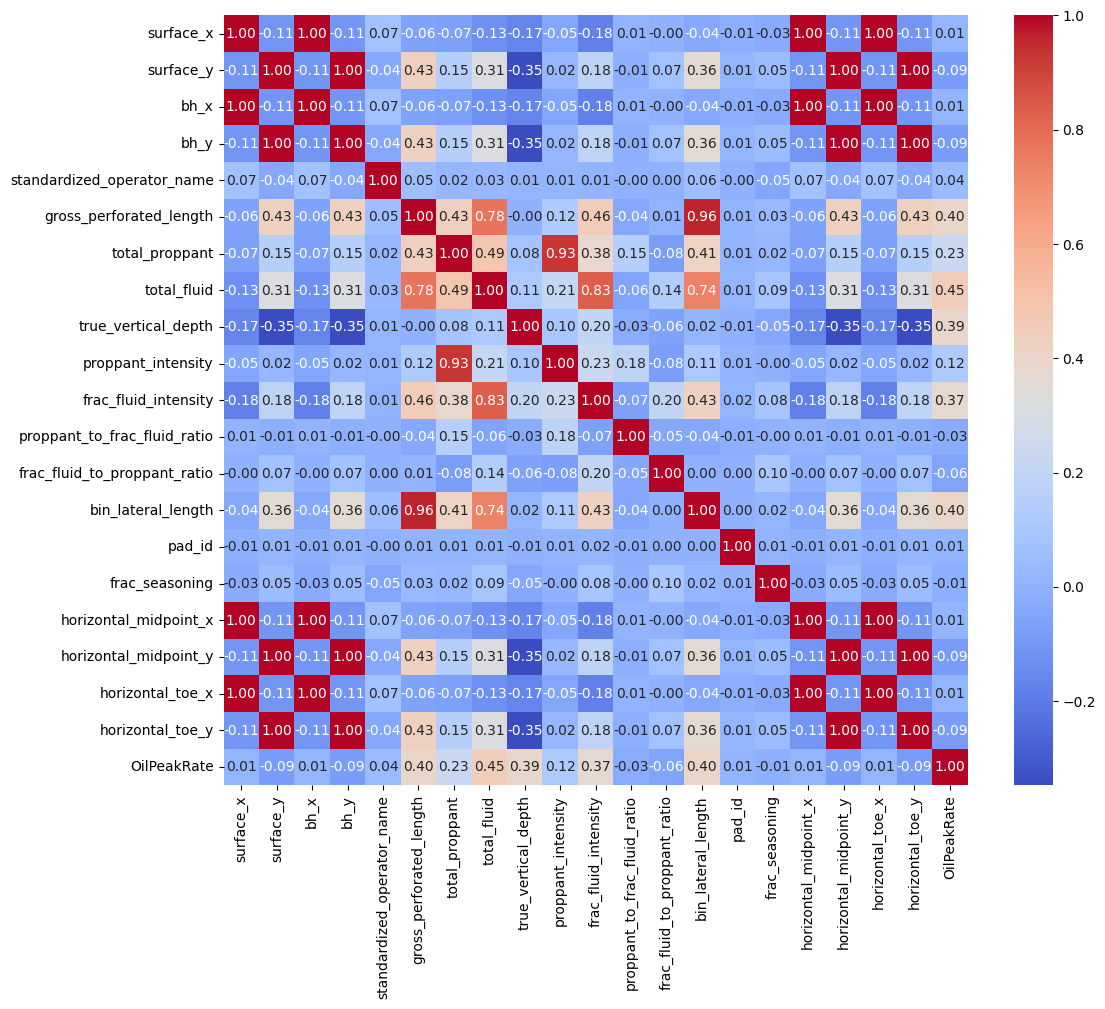 surface_x 1.00 -0.11 1.00 -0.11 0.07 -0.06 -0.07 -0.13 -0.17 -0.05 -0.18 0.01 -0.00 -0.04 -0.01 -0.03 1.00 -0.11 1.00 -0.11 0.01
surface_y -0.11 1.00 -0.11 1.00 -0.04 0.43 0.15 0.31 -0.35 0.02 0.18 -0.01 0.07 0.36 0.01 0.05 -0.11 1.00 -0.11 1.00 -0.09
bh_x 1.00 -0.11 1.00 -0.11 0.07 -0.06 -0.07 -0.13 -0.17 -0.05 -0.18 0.01 -0.00 -0.04 -0.01 -0.03 1.00 -0.11 1.00 -0.11 0.01
bh_y -0.11 1.00 -0.11 1.00 -0.04 0.43 0.15 0.31 -0.35 0.02 0.18 -0.01 0.07 0.36 0.01 0.05 -0.11 1.00 -0.11 1.00 -0.09
standardized_operator_name 0.07 -0.04 0.07 -0.04 1.00 0.05 0.02 0.03 0.01 0.01 0.01 -0.00 0.00 0.06 -0.00 -0.05 0.07 -0.04 0.07 -0.04 0.04
gross_perforated_length -0.06 0.43 -0.06 0.43 0.05 1.00 0.43 0.78 -0.00 0.12 0.46 -0.04 0.01 0.96 0.01 0.03 -0.06 0.43 -0.06 0.43 0.40
total_proppant -0.07 0.15 -0.07 0.15 0.02 0.43 1.00 0.49 0.08 0.93 0.38 0.15 -0.08 0.41 0.01 0.02 -0.07 0.15 -0.07 0.15 0.23
total_fluid -0.13 0.31 -0.13 0.31 0.03 0.78 0.49 1.00 0.11 0.21 0.83 -0.06 0.14 0.74 0.01 0.09 -0.13 0.31 -0.13 0.31 0.45
true_vertical_depth -0.17 -0.35 -0.17 -0.35 0.01 -0.00 0.08 0.11 1.00 0.10 0.20 -0.03 -0.06 0.02 -0.01 -0.05 -0.17 -0.35 -0.17 -0.35 0.39
proppant_intensity -0.05 0.02 -0.05 0.02 0.01 0.12 0.93 0.21 0.10 1.00 0.23 0.18 -0.08 0.11 0.01 -0.00 -0.05 0.02 -0.05 0.02 0.12
frac_fluid_intensity -0.18 0.18 -0.18 0.18 0.01 0.46 0.38 0.83 0.20 0.23 1.00 -0.07 0.20 0.43 0.02 0.08 -0.18 0.18 -0.18 0.18 0.37
proppant_to_frac_fluid_ratio 0.01 -0.01 0.01 -0.01 -0.00 -0.04 0.15 -0.06 -0.03 0.18 -0.07 1.00 -0.05 -0.04 -0.01 -0.00 0.01 -0.01 0.01 -0.01 -0.03
frac_fluid_to_proppant_ratio -0.00 0.07 -0.00 0.07 0.00 0.01 -0.08 0.14 -0.06 -0.08 0.20 -0.05 1.00 0.00 0.00 0.10 -0.00 0.07 -0.00 0.07 -0.06
bin_lateral_length -0.04 0.36 -0.04 0.36 0.06 0.96 0.41 0.74 0.02 0.11 0.43 -0.04 0.00 1.00 0.00 0.02 -0.04 0.36 -0.04 0.36 0.40
pad_id -0.01 0.01 -0.01 0.01 -0.00 0.01 0.01 0.01 -0.01 0.01 0.02 -0.01 0.00 0.00 1.00 0.01 -0.01 0.01 -0.01 0.01 0.01
frac_seasoning -0.03 0.05 -0.03 0.05 -0.05 0.03 0.02 0.09 -0.05 -0.00 0.08 -0.00 0.10 0.02 0.01 1.00 -0.03 0.05 -0.03 0.05 -0.01
horizontal_midpoint_x 1.00 -0.11 1.00 -0.11 0.07 -0.06 -0.07 -0.13 -0.17 -0.05 -0.18 0.01 -0.00 -0.04 -0.01 -0.03 1.00 -0.11 1.00 -0.11 0.01
horizontal_midpoint_y -0.11 1.00 -0.11 1.00 -0.04 0.43 0.15 0.31 -0.35 0.02 0.18 -0.01 0.07 0.36 0.01 0.05 -0.11 1.00 -0.11 1.00 -0.09
horizontal_toe_x 1.00 -0.11 1.00 -0.11 0.07 -0.06 -0.07 -0.13 -0.17 -0.05 -0.18 0.01 -0.00 -0.04 -0.01 -0.03 1.00 -0.11 1.00 -0.11 0.01
horizontal_toe_y -0.11 1.00 -0.11 1.00 -0.04 0.43 0.15 0.31 -0.35 0.02 0.18 -0.01 0.07 0.36 0.01 0.05 -0.11 1.00 -0.11 1.00 -0.09
OilPeakRate 0.01 -0.09 0.01 -0.09 0.04 0.40 0.23 0.45 0.39 0.12 0.37 -0.03 -0.06 0.40 0.01 -0.01 0.01 -0.09 0.01 -0.09 1.00
surface_x
surface_y
bh_x
bh_y
standardized_operator_name
gross_perforated_length
total_proppant
total_fluid
true_vertical_depth
proppant_intensity
frac_fluid_intensity
proppant_to_frac_fluid_ratio
frac_fluid_to_proppant_ratio
bin_lateral_length
pad_id
frac_seasoning
horizontal_midpoint_x
horizontal_midpoint_y
horizontal_toe_x
horizontal_toe_y
OilPeakRate
1.0
0.8
0.6
0.4
0.2
0.0
-0.2